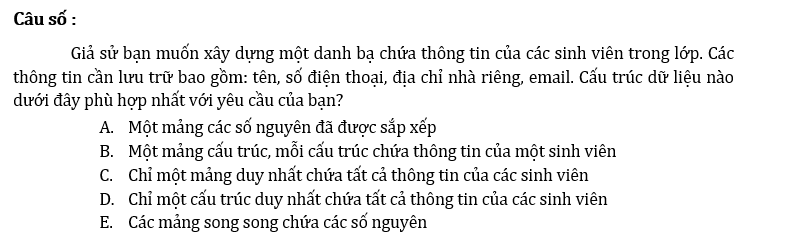 Câu số :
Giả sử bạn muốn xây dựng một danh bạ chứa thông tin của các sinh viên trong lớp. Các
thông tin cần lưu trữ bao gồm: tên, số điện thoại, địa chỉ nhà riêng, email. Cấu trúc dữ liệu nào
dưới đây phù hợp nhất với yêu cầu của bạn?
A. Một mảng các số nguyên đã được sắp xếp
B. Một mảng cấu trúc, mỗi cấu trúc chứa thông tin của một sinh viên
C. Chỉ một mảng duy nhất chứa tất cả thông tin của các sinh viên
D. Chỉ một cấu trúc duy nhất chứa tất cả thông tin của các sinh viên
E. Các mảng song song chứa các số nguyên